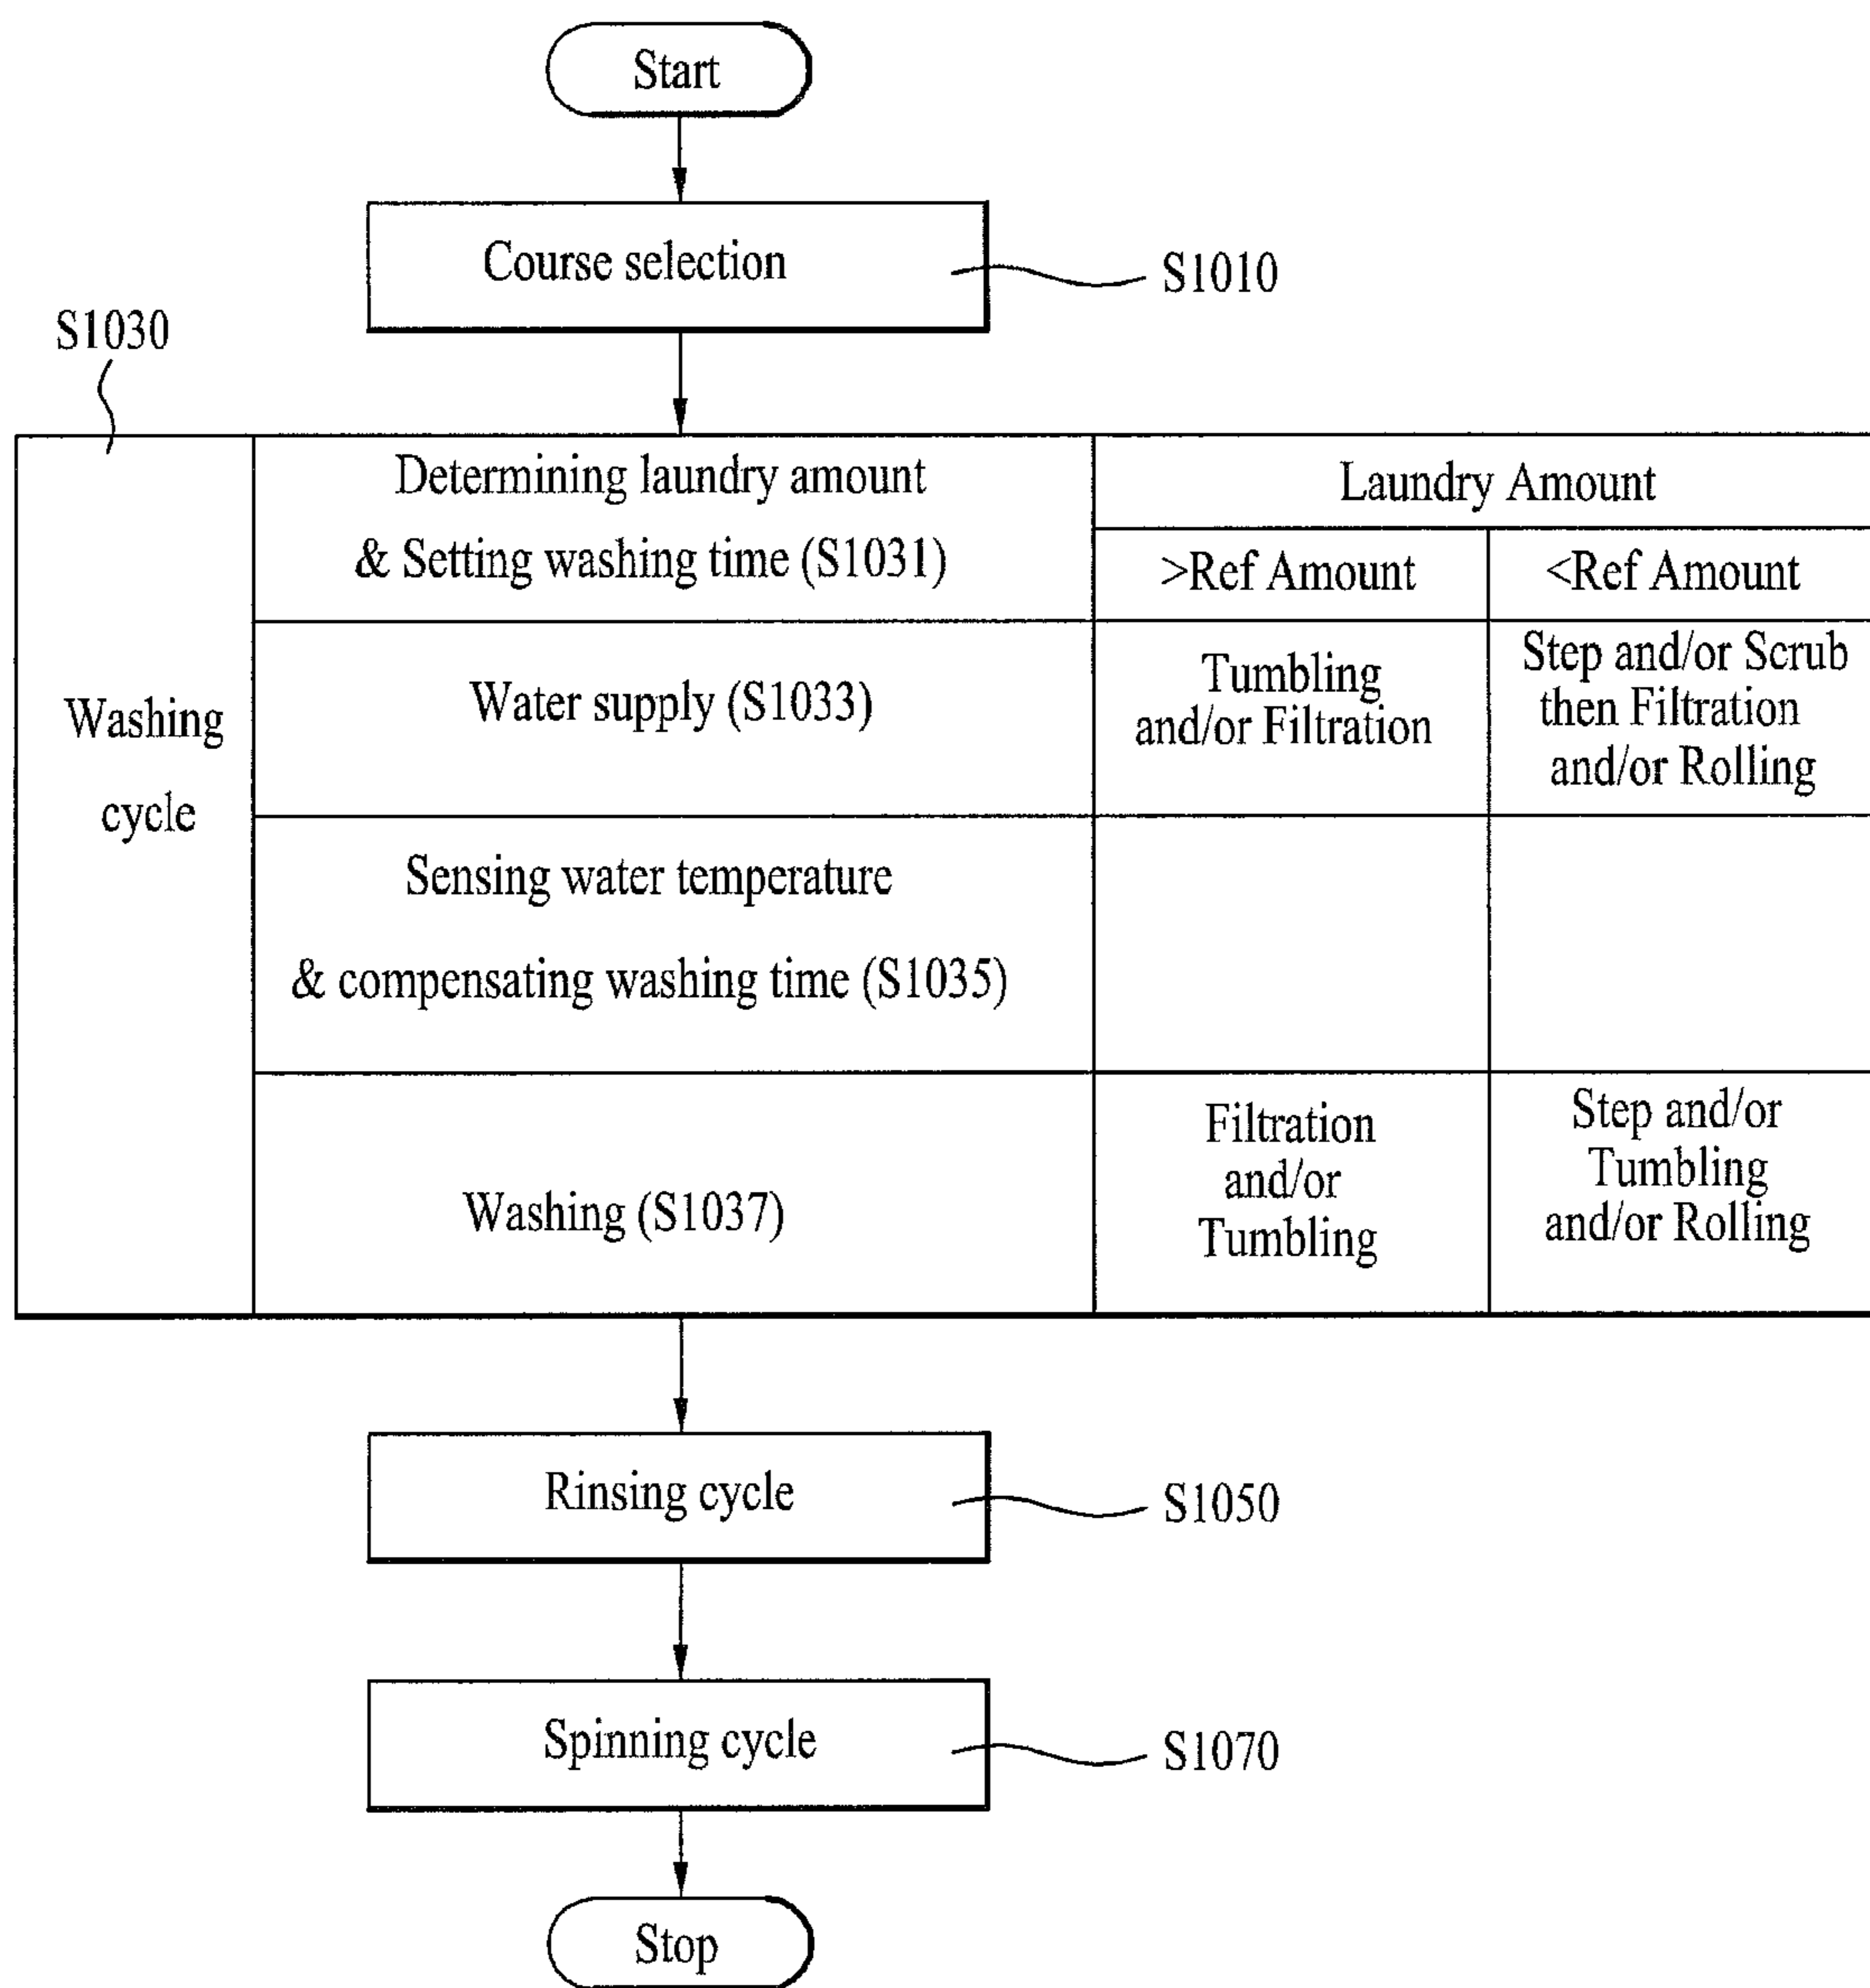 Start
Course selection
S1010
S1030
Washing
cycle
Determining laundry amount
& Setting washing time (S1031)
Laundry Amount
>Ref Amount
<Ref Amount
Water supply (S1033)
Tumbling
and/or Filtration
Step and/or Scrub
then Filtration
and/or Rolling
Sensing water temperature
& compensating washing time (S1035)
Washing (S1037)
Filtration
and/or
Tumbling
Step and/or
Tumbling
and/or Rolling
Rinsing cycle
S1050
Spinning cycle
S1070
Stop